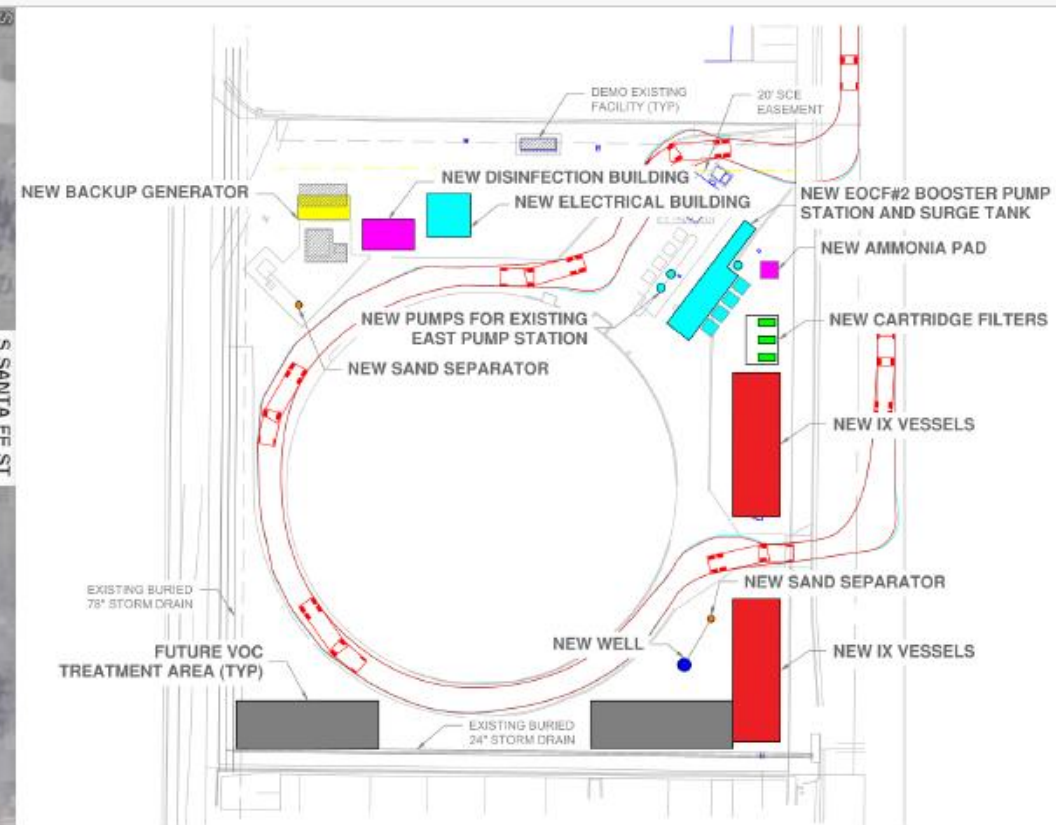 DEMO EXISTING
FACILITY (TYP)
20' SCE
EASEMENT
NEW BACKUP GENERATOR
NEW DISINFECTION BUILDING
NEW ELECTRICAL BUILDING
NEW EOCF#2 BOOSTER PUMP
STATION AND SURGE TANK
NEW AMMONIA PAD
NEW PUMPS FOR EXISTING
EAST PUMP STATION
NEW CARTRIDGE FILTERS
NEW SAND SEPARATOR
S SANTA FE ST
NEW IX VESSELS
EXISTING BURIED
78" STORM DRAIN
NEW SAND SEPARATOR
NEW WELL
FUTURE VOC
TREATMENT AREA (TYP)
NEW IX VESSELS
EXISTING BURIED
24" STORM DRAIN